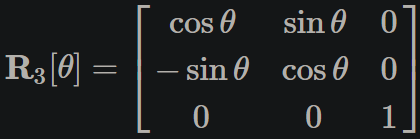 cos θ sin θ 0
R₃[θ] = − sin θ cos θ 0
0 0 1